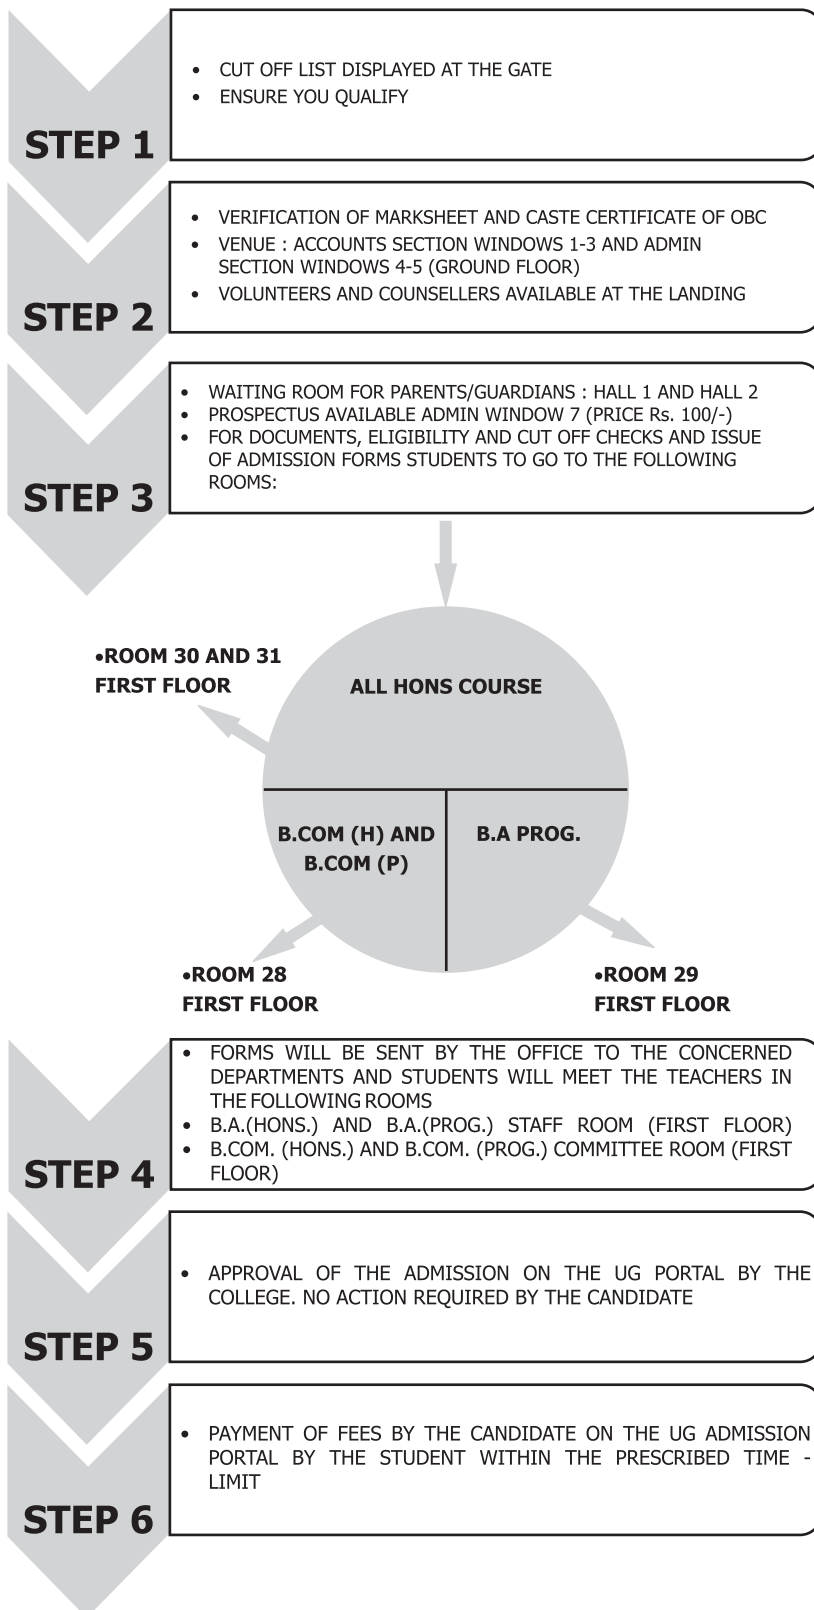 • CUT OFF LIST DISPLAYED AT THE GATE
• ENSURE YOU QUALIFY
STEP 1
• VERIFICATION OF MARKSHEET AND CASTE CERTIFICATE OF OBC
• VENUE : ACCOUNTS SECTION WINDOWS 1-3 AND ADMIN
SECTION WINDOWS 4-5 (GROUND FLOOR)
• VOLUNTEERS AND COUNSELLERS AVAILABLE AT THE LANDING
STEP 2
• WAITING ROOM FOR PARENTS/GUARDIANS : HALL 1 AND HALL 2
• PROSPECTUS AVAILABLE ADMIN WINDOW 7 (PRICE Rs. 100/-)
• FOR DOCUMENTS, ELIGIBILITY AND CUT OFF CHECKS AND ISSUE
OF ADMISSION FORMS STUDENTS TO GO TO THE FOLLOWING
ROOMS:
STEP 3
•ROOM 30 AND 31
FIRST FLOOR
ALL HONS COURSE
B.COM (H) AND
B.COM (P)
B.A PROG.
•ROOM 28
FIRST FLOOR
•ROOM 29
FIRST FLOOR
• FORMS WILL BE SENT BY THE OFFICE TO THE CONCERNED
DEPARTMENTS AND STUDENTS WILL MEET THE TEACHERS IN
THE FOLLOWING ROOMS
• B.A.(HONS.) AND B.A.(PROG.) STAFF ROOM (FIRST FLOOR)
• B.COM. (HONS.) AND B.COM. (PROG.) COMMITTEE ROOM (FIRST
FLOOR)
STEP 4
• APPROVAL OF THE ADMISSION ON THE UG PORTAL BY THE
COLLEGE. NO ACTION REQUIRED BY THE CANDIDATE
STEP 5
• PAYMENT OF FEES BY THE CANDIDATE ON THE UG ADMISSION
PORTAL BY THE STUDENT WITHIN THE PRESCRIBED TIME -
LIMIT
STEP 6